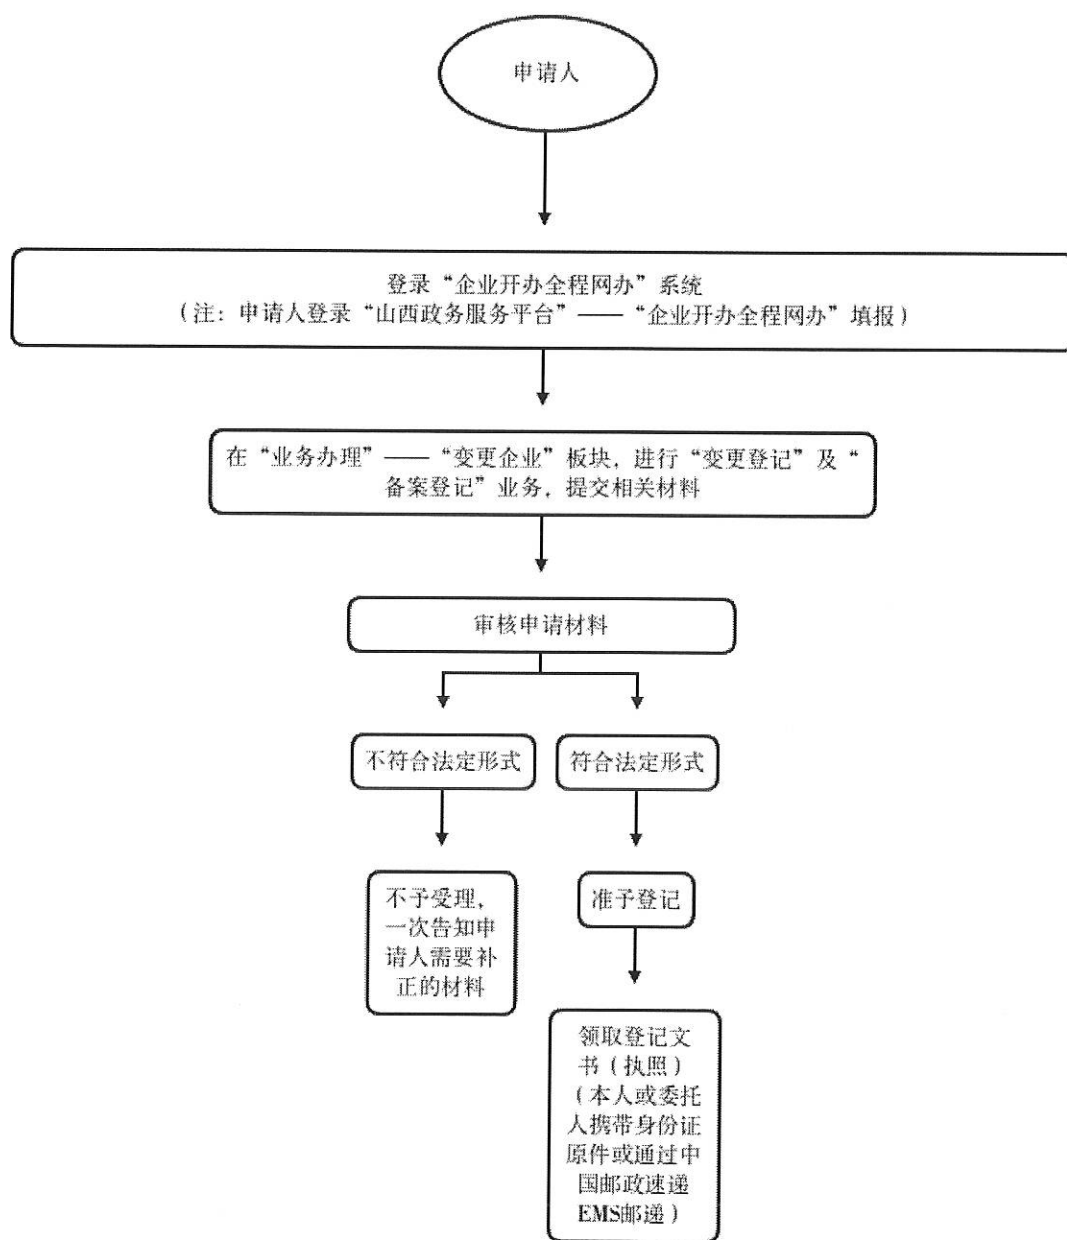 申请人
登录“企业开办全程网办”系统
(注：申请人登录“山西政务服务平台”——“企业开办全程网办”填报)
在“业务办理”——“变更企业”板块，进行“变更登记”及“
备案登记”业务，提交相关材料
审核申请材料
不符合法定形式
符合法定形式
不予受理，
一次告知申
请人需要补
正的材料
准予登记
领取登记文
书(执照)
(本人或委托
人携带身份证
原件或通过中
国邮政速递
EMS邮递)